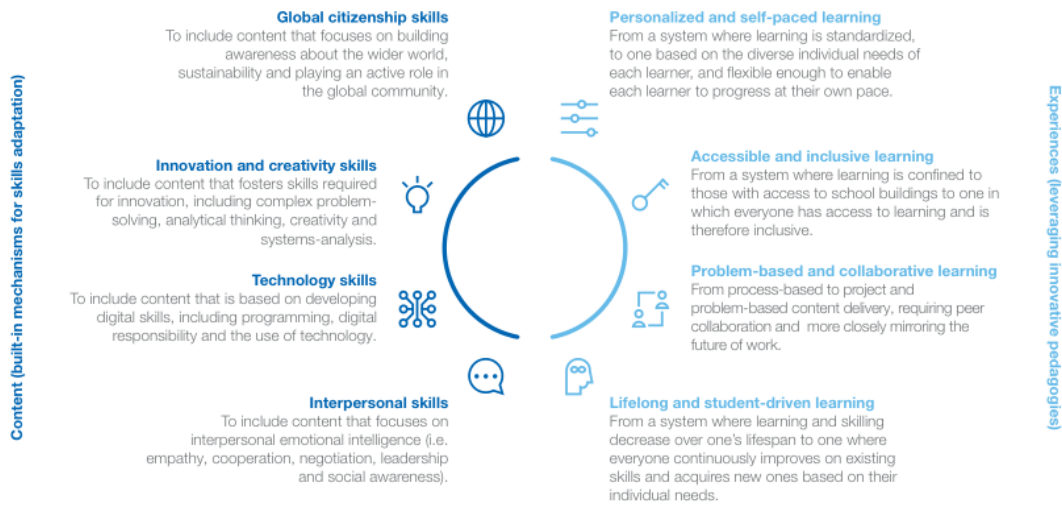 Content (built-in mechanisms for skills adaptation)
Global citizenship skills
To include content that focuses on building
awareness about the wider world,
sustainability and playing an active role in
the global community.
Innovation and creativity skills
To include content that fosters skills required
for innovation, including complex problem-
solving, analytical thinking, creativity and
systems-analysis.
Technology skills
To include content that is based on developing
digital skills, including programming, digital
responsibility and the use of technology.
Interpersonal skills
To include content that focuses on
interpersonal emotional intelligence (i.e.
empathy, cooperation, negotiation, leadership
and social awareness).
Personalized and self-paced learning
From a system where learning is standardized,
to one based on the diverse individual needs of
each learner, and flexible enough to enable
each learner to progress at their own pace.
Accessible and inclusive learning
From a system where learning is confined to
those with access to school buildings to one in
which everyone has access to learning and is
therefore inclusive.
Problem-based and collaborative learning
From process-based to project and
problem-based content delivery, requiring peer
collaboration and more closely mirroring the
future of work.
Lifelong and student-driven learning
From a system where learning and skilling
decrease over one's lifespan to one where
everyone continuously improves on existing
skills and acquires new ones based on their
individual needs.
Experiences (leveraging innovative pedagogies)